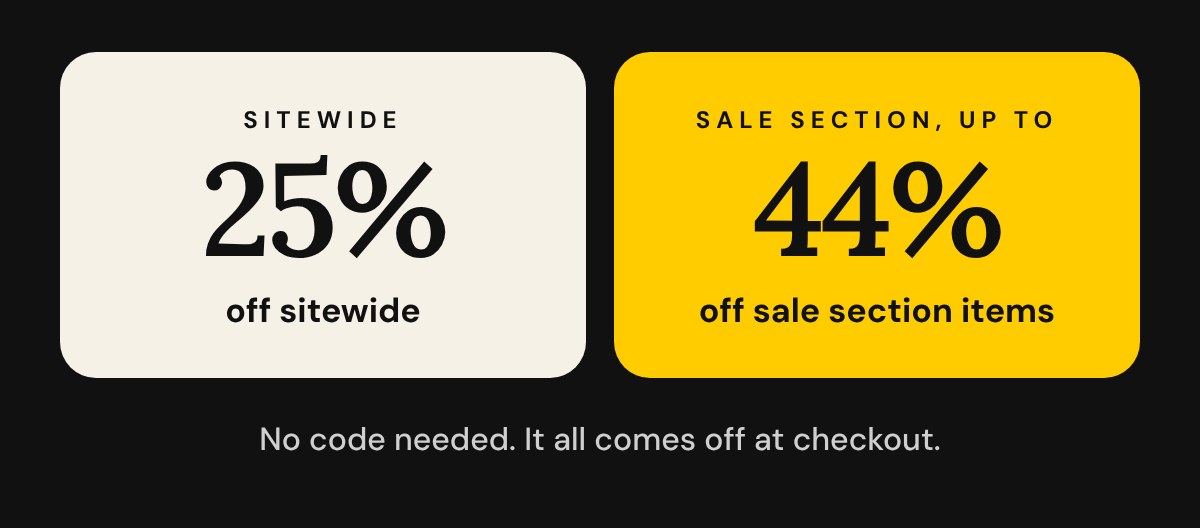 SITEWIDE
25%
off sitewide
SALE SECTION, UP TO
44%
off sale section items
No code needed. It all comes off at checkout.